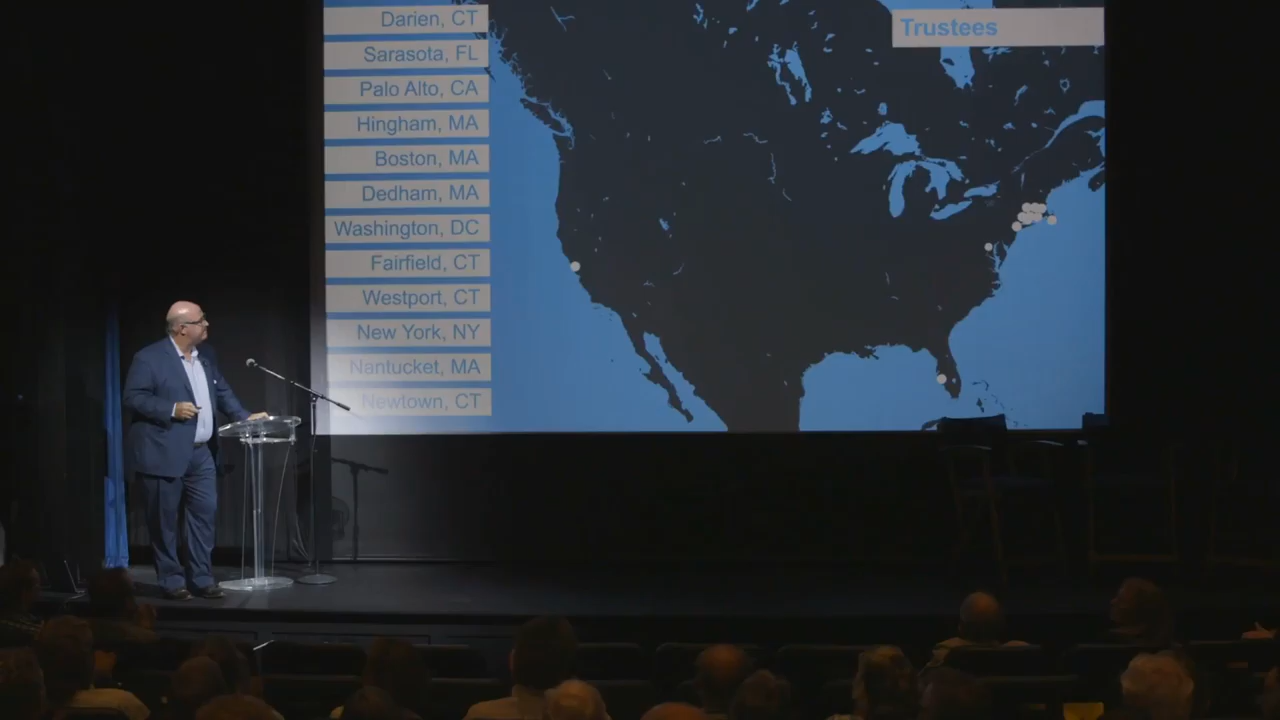 Darien, CT
Sarasota, FL
Palo Alto, CA
Hingham, MA
Boston, MA
Dedham, MA
Washington, DC
Fairfield, CT
Westport, CT
New York, NY
Nantucket, MA
Newtown, CT
Trustees